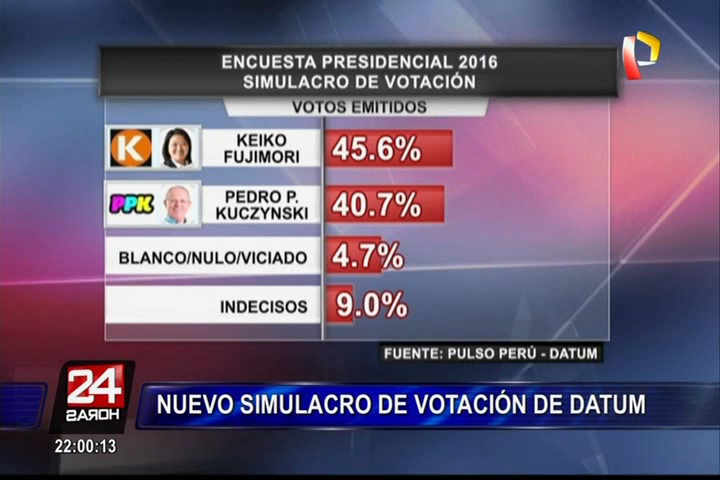 ENCUESTA PRESIDENCIAL 2016
SIMULACRO DE VOTACIÓN
VOTOS EMITIDOS
K
KEIKO
FUJIMORI
45.6%
PPK
PEDRO P.
KUCZYNSKI
40.7%
BLANCO/NULO/VICIADO
4.7%
INDECISOS
9.0%
FUENTE: PULSO PERÚ - DATUM
24
HORAS
NUEVO SIMULACRO DE VOTACIÓN DE DATUM
22:00:13